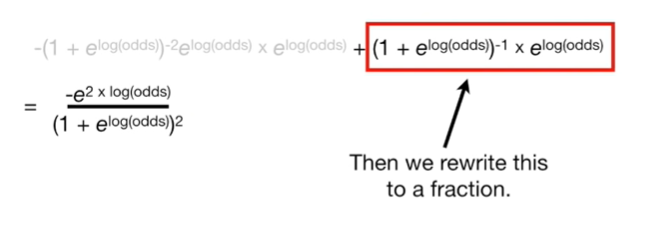 -(1 + e^log(odds))^-2 e^log(odds) x e^log(odds) + (1 + e^log(odds))^-1 x e^log(odds)
= -e^2 x log(odds)
(1 + e^log(odds))^2
Then we rewrite this
to a fraction.